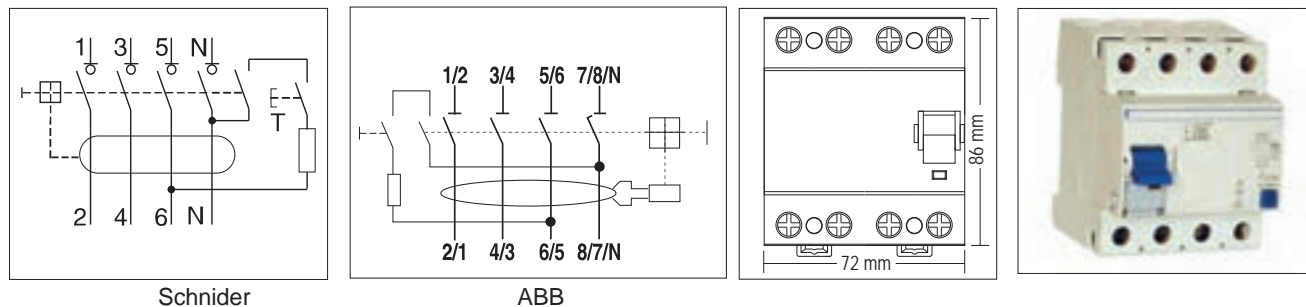 1 3 5 N
T
2 4 6 N
Schnider
1/2 3/4 5/6 7/8/N
2/1 4/3 6/5 8/7/N
ABB
86 mm
72 mm